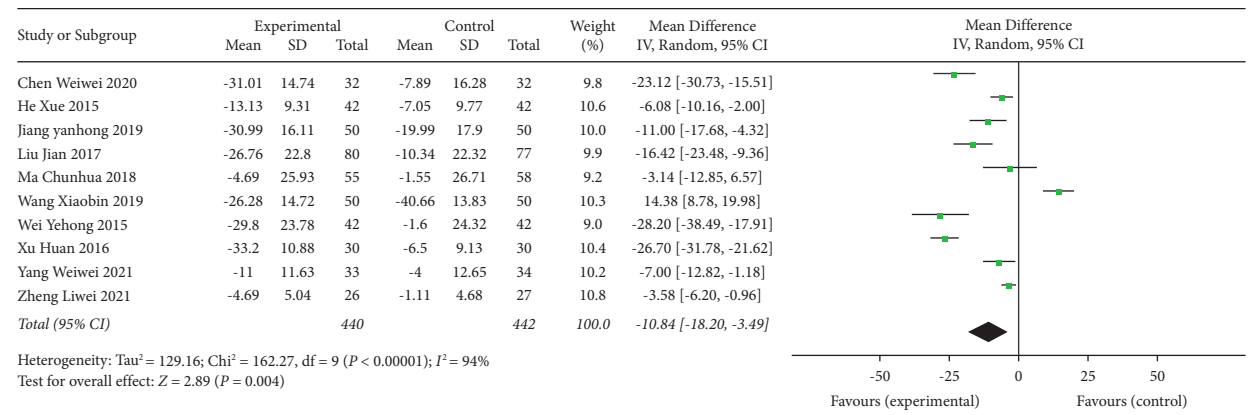 Study or Subgroup Experimental Control Weight (%) Mean Difference IV, Random, 95% CI Mean Difference IV, Random, 95% CI
Mean SD Total Mean SD Total
Chen Weiwei 2020 -31.01 14.74 32 -7.89 16.28 32 9.8 -23.12 [-30.73, -15.51]
He Xue 2015 -13.13 9.31 42 -7.05 9.77 42 10.6 -6.08 [-10.16, -2.00]
Jiang yanhong 2019 -30.99 16.11 50 -19.99 17.9 50 10.0 -11.00 [-17.68, -4.32]
Liu Jian 2017 -26.76 22.8 80 -10.34 22.32 77 9.9 -16.42 [-23.48, -9.36]
Ma Chunhua 2018 -4.69 25.93 55 -1.55 26.71 58 9.2 -3.14 [-12.85, 6.57]
Wang Xiaobin 2019 -26.28 14.72 50 -40.66 13.83 50 10.3 14.38 [8.78, 19.98]
Wei Yehong 2015 -29.8 23.78 42 -1.6 24.32 42 9.0 -28.20 [-38.49, -17.91]
Xu Huan 2016 -33.2 10.88 30 -6.5 9.13 30 10.4 -26.70 [-31.78, -21.62]
Yang Weiwei 2021 -11 11.63 33 -4 12.65 34 10.2 -7.00 [-12.82, -1.18]
Zheng Liwei 2021 -4.69 5.04 26 -1.11 4.68 27 10.8 -3.58 [-6.20, -0.96]
Total (95% CI) 440 442 100.0 -10.84 [-18.20, -3.49]
Heterogeneity: Tau² = 129.16; Chi² = 162.27, df = 9 (P < 0.00001); I² = 94%
Test for overall effect: Z = 2.89 (P = 0.004)
-50 -25 0 25 50
Favours (experimental) Favours (control)